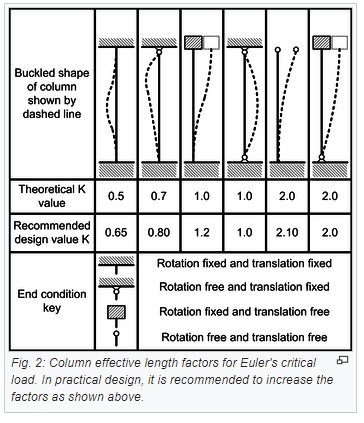 Buckled shape
of column
shown by
dashed line
Theoretical K
value
0.5 0.7 1.0 1.0 2.0 2.0
Recommended
design value K
0.65 0.80 1.2 1.0 2.10 2.0
End condition
key
Rotation fixed and translation fixed
Rotation free and translation fixed
Rotation fixed and translation free
Rotation free and translation free
Fig. 2: Column effective length factors for Euler's critical
load. In practical design, it is recommended to increase the
factors as shown above.